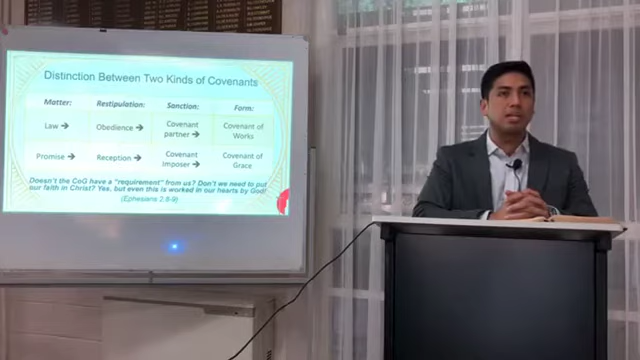 Distinction Between Two Kinds of Covenants
Matter: Restipulation: Sanction: Form:
Law → Obedience → Covenant partner → Covenant of Works
Promise → Reception → Covenant Imposer → Covenant of Grace
Doesn't the CoG have a "requirement" from us? Don't we need to put
our faith in Christ? Yes, but even this is worked in our hearts by God!
(Ephesians 2:8-9)